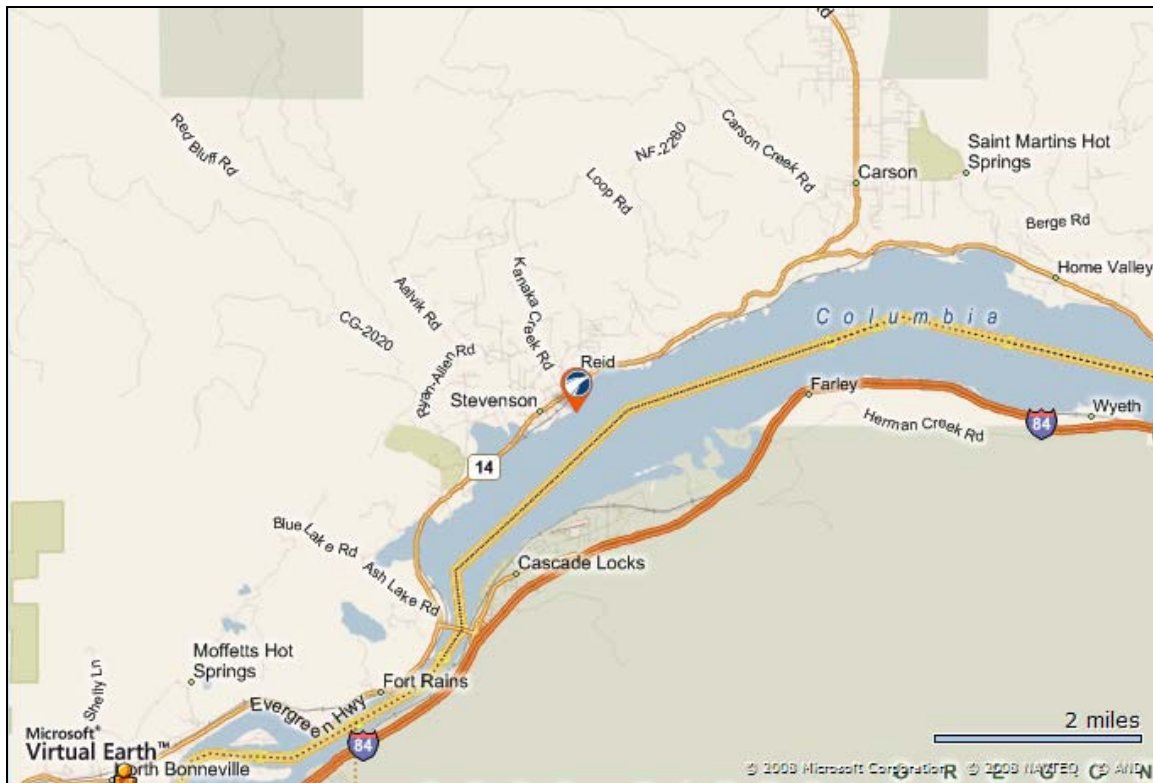 Carson Creek Rd
Red Bluff Rd
NF-2280
Saint Martins Hot
Springs
Loop Rd
Carson
Berge Rd
Kanaka Creek Rd
Home Valley
Aalvik Rd
CG-2020
Columbia
Ryan-Allen Rd
Reid
Stevenson
Farley
Wyeth
Herman Creek Rd
84
14
Blue Lake Rd
Cascade Locks
Ash Lake Rd
Moffetts Hot
Springs
Shelly Ln
Fort Rains
Evergreen Hwy
2 miles
84
Microsoft®
Virtual Earth™
North Bonneville
© 2008 Microsoft Corporation © 2008 NAVTEQ © AND